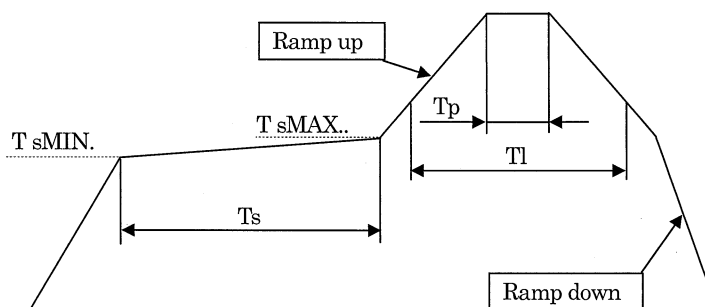 Ramp up
Tp
T sMAX..
T sMIN.
Tl
Ts
Ramp down